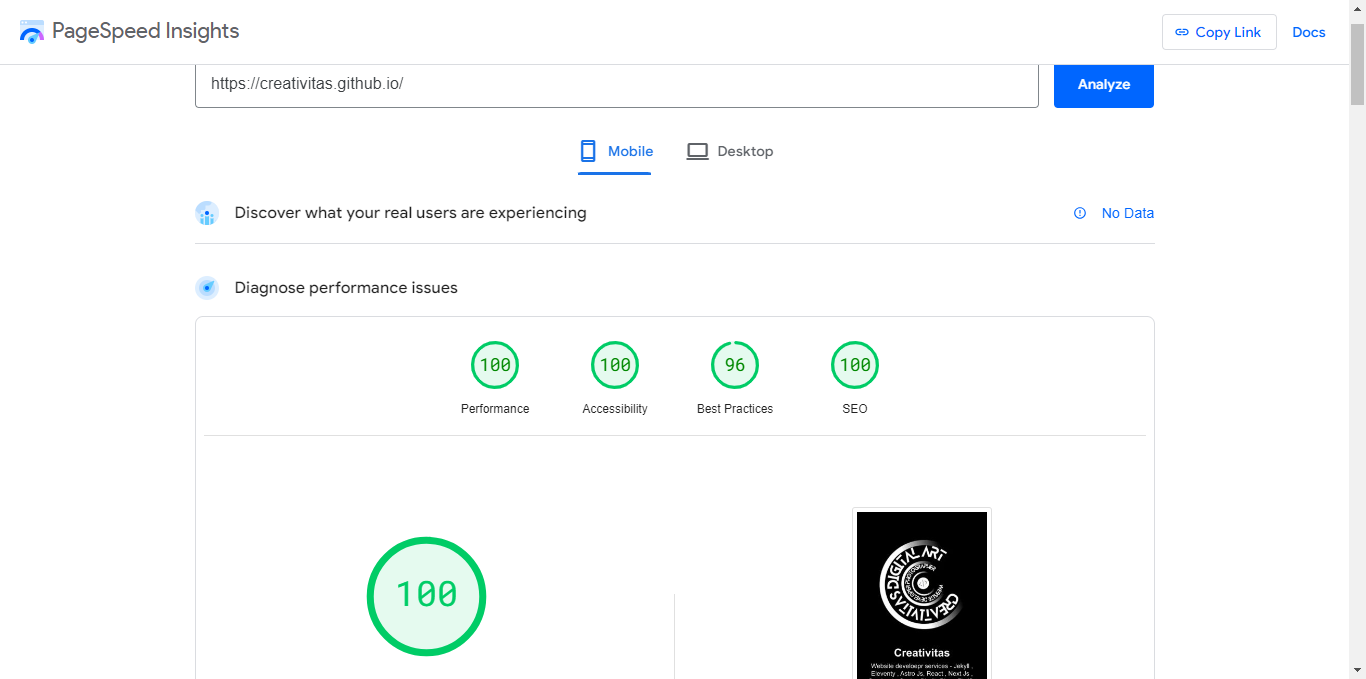 PageSpeed Insights
Copy Link
Docs
https://creativitas.github.io/
Analyze
Mobile
Desktop
Discover what your real users are experiencing
No Data
Diagnose performance issues
100
100
96
100
Performance
Accessibility
Best Practices
SEO
100
DIGITAL ART
CREATIVITAS
Creativitas
Website develoepr services - Jekyll ,
Eleventy , Astro Js, React , Next Js ,